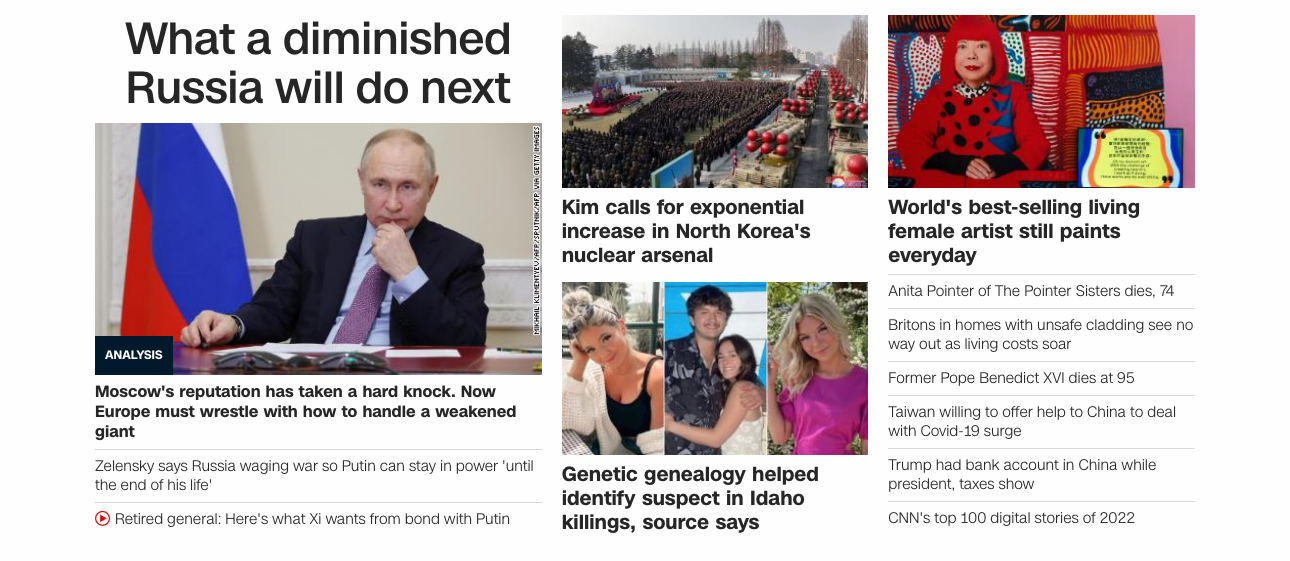 What a diminished
Russia will do next
MIKHAIL KLIMENTYEV/AFP/SPUTNIK/AFP VIA GETTY IMAGES
ANALYSIS
Moscow's reputation has taken a hard knock. Now
Europe must wrestle with how to handle a weakened
giant
Zelensky says Russia waging war so Putin can stay in power 'until
the end of his life'
Retired general: Here's what Xi wants from bond with Putin
Kim calls for exponential
increase in North Korea's
nuclear arsenal
Genetic genealogy helped
identify suspect in Idaho
killings, source says
World's best-selling living
female artist still paints
everyday
Anita Pointer of The Pointer Sisters dies, 74
Britons in homes with unsafe cladding see no
way out as living costs soar
Former Pope Benedict XVI dies at 95
Taiwan willing to offer help to China to deal
with Covid-19 surge
Trump had bank account in China while
president, taxes show
CNN's top 100 digital stories of 2022